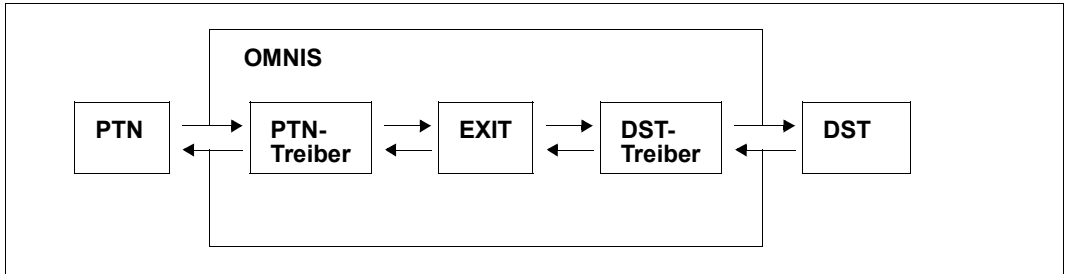 OMNIS
PTN
PTN-
Treiber
EXIT
DST-
Treiber
DST